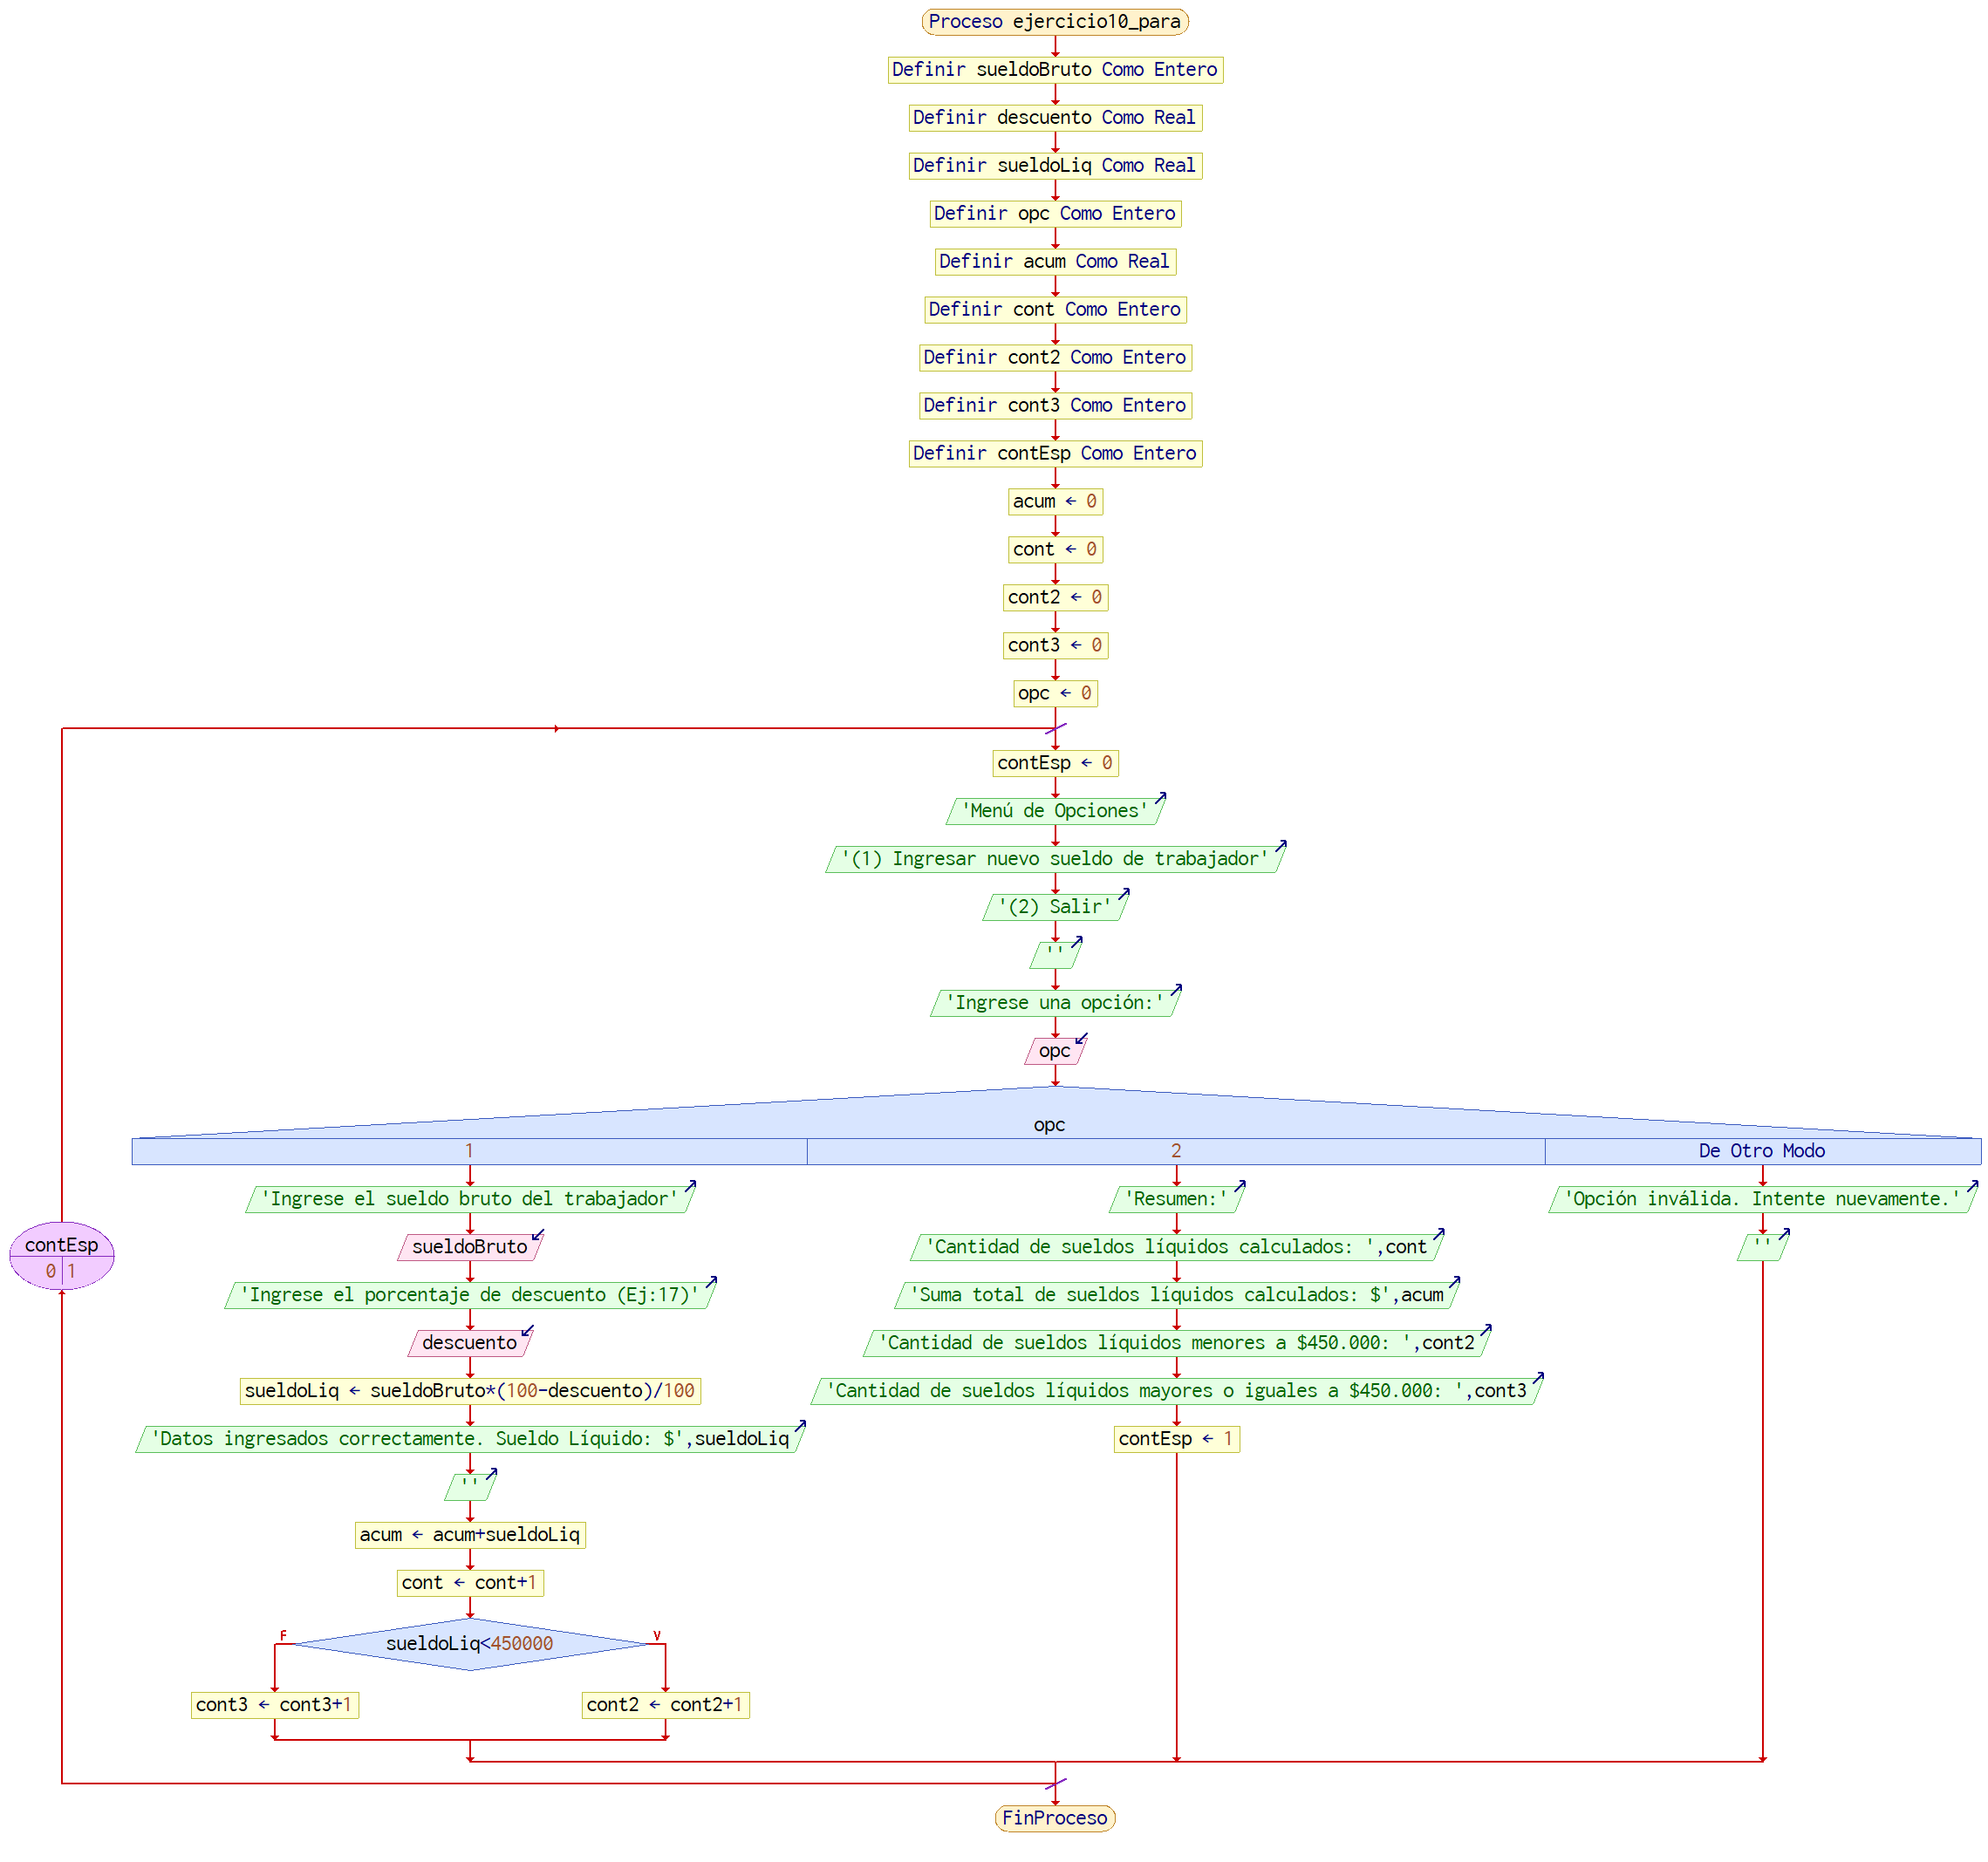 Proceso ejercicio10_para
Definir sueldoBruto Como Entero
Definir descuento Como Real
Definir sueldoLiq Como Real
Definir opc Como Entero
Definir acum Como Real
Definir cont Como Entero
Definir cont2 Como Entero
Definir cont3 Como Entero
Definir contEsp Como Entero
acum ← 0
cont ← 0
cont2 ← 0
cont3 ← 0
opc ← 0
contEsp ← 0
'Menú de Opciones'
'(1) Ingresar nuevo sueldo de trabajador'
'(2) Salir'
''
'Ingrese una opción:'
opc
opc
1
'Ingrese el sueldo bruto del trabajador'
sueldoBruto
'Ingrese el porcentaje de descuento (Ej:17)'
descuento
sueldoLiq ← sueldoBruto*(100-descuento)/100
'Datos ingresados correctamente. Sueldo Líquido: $',sueldoLiq
''
acum ← acum+sueldoLiq
cont ← cont+1
sueldoLiq<450000
F
V
cont3 ← cont3+1
cont2 ← cont2+1
2
'Resumen:'
'Cantidad de sueldos líquidos calculados: ',cont
'Suma total de sueldos líquidos calculados: $',acum
'Cantidad de sueldos líquidos menores a $450.000: ',cont2
'Cantidad de sueldos líquidos mayores o iguales a $450.000: ',cont3
contEsp ← 1
De Otro Modo
'Opción inválida. Intente nuevamente.'
''
contEsp
0 1
FinProceso